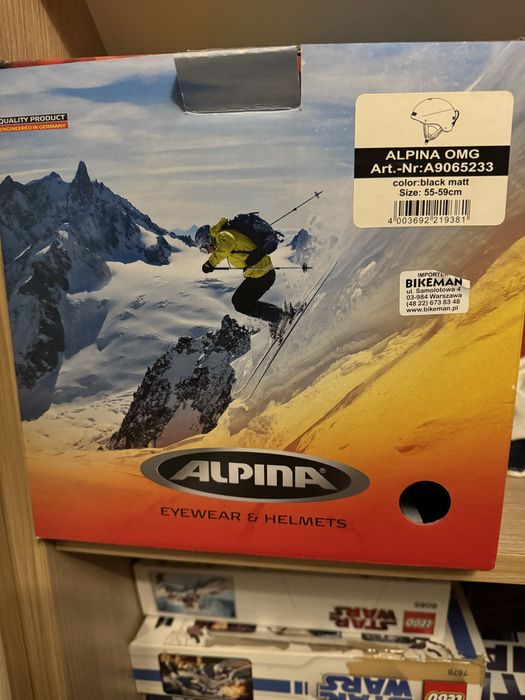 QUALITY PRODUCT
ENGINEERED IN GERMANY
ALPINA OMG
Art.-Nr:A9065233
color:black matt
Size: 55-59cm
4 003692 219381
IMPORTER
BIKEMAN
ul. Samolotowa 4
03-984 Warszawa
(48 22) 673 83 48
www.bikeman.pl
ALPINA®
EYEWEAR & HELMETS
8085
STAR WARS
LEGO
7678
STAR WARS
LEGO